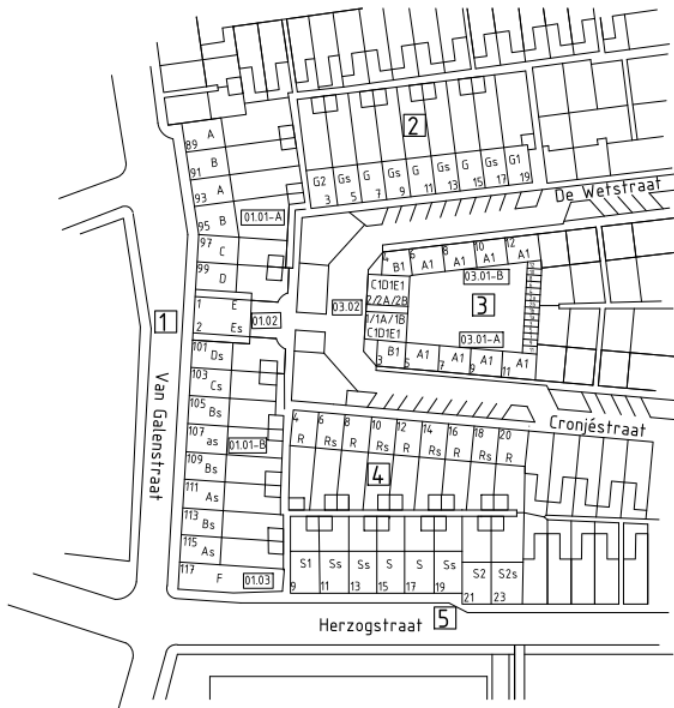 2
G2
3
Gs
5
G
7
Gs
9
G
11
Gs
13
G
15
Gs
17
G1
19
De Wetstraat
A
89
B
91
A
93
B
95
01.01-A
97
C
99
D
1
E
2
Es
01.02
03.02
1
101
Ds
103
Cs
105
Bs
107
as
01.01-B
109
Bs
111
As
113
Bs
115
As
117
F
01.03
Van Galenstraat
4
B1
6
A1
8
A1
10
A1
12
A1
03.01-B
C1D1E1
2/2A/2B
3
1/1A/1B
C1D1E1
03.01-A
B1
3
A1
5
A1
7
A1
9
A1
11
Cronjéstraat
4
R
6
Rs
8
R
10
Rs
12
R
14
Rs
16
R
18
Rs
20
R
4
S1
9
Ss
11
Ss
13
S
15
S
17
Ss
19
S2
21
S2s
23
Herzogstraat
5